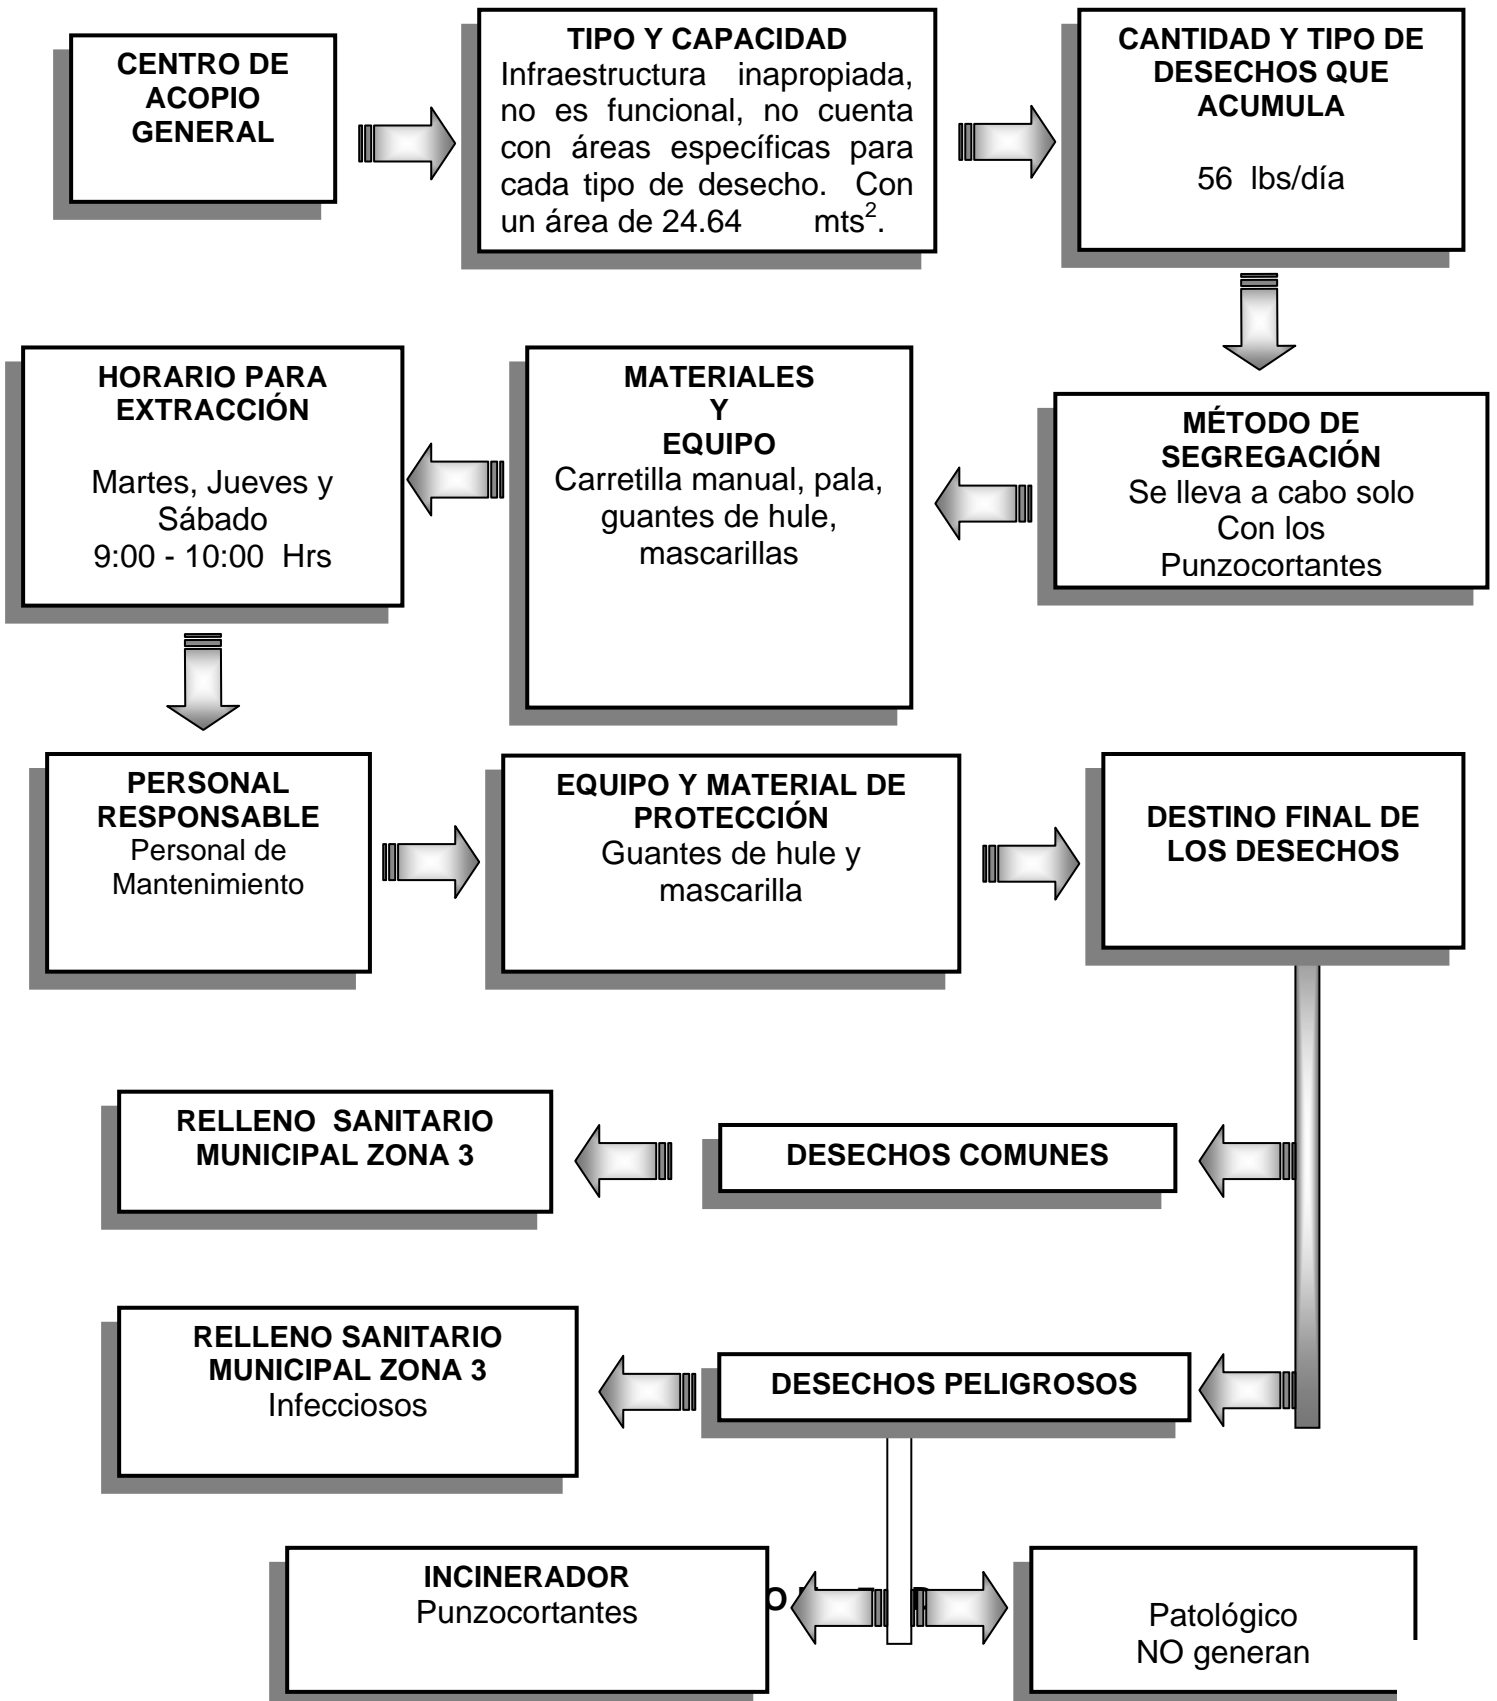 CENTRO DE
ACOPIO
GENERAL
TIPO Y CAPACIDAD
Infraestructura inapropiada,
no es funcional, no cuenta
con áreas específicas para
cada tipo de desecho. Con
un área de 24.64 mts².
CANTIDAD Y TIPO DE
DESECHOS QUE
ACUMULA
56 lbs/día
MÉTODO DE
SEGREGACIÓN
Se lleva a cabo solo
Con los
Punzocortantes
MATERIALES
Y
EQUIPO
Carretilla manual, pala,
guantes de hule,
mascarillas
HORARIO PARA
EXTRACCIÓN
Martes, Jueves y
Sábado
9:00 - 10:00 Hrs
PERSONAL
RESPONSABLE
Personal de
Mantenimiento
EQUIPO Y MATERIAL DE
PROTECCIÓN
Guantes de hule y
mascarilla
DESTINO FINAL DE
LOS DESECHOS
DESECHOS COMUNES
RELLENO SANITARIO
MUNICIPAL ZONA 3
DESECHOS PELIGROSOS
RELLENO SANITARIO
MUNICIPAL ZONA 3
Infecciosos
INCINERADOR
Punzocortantes
Patológico
NO generan